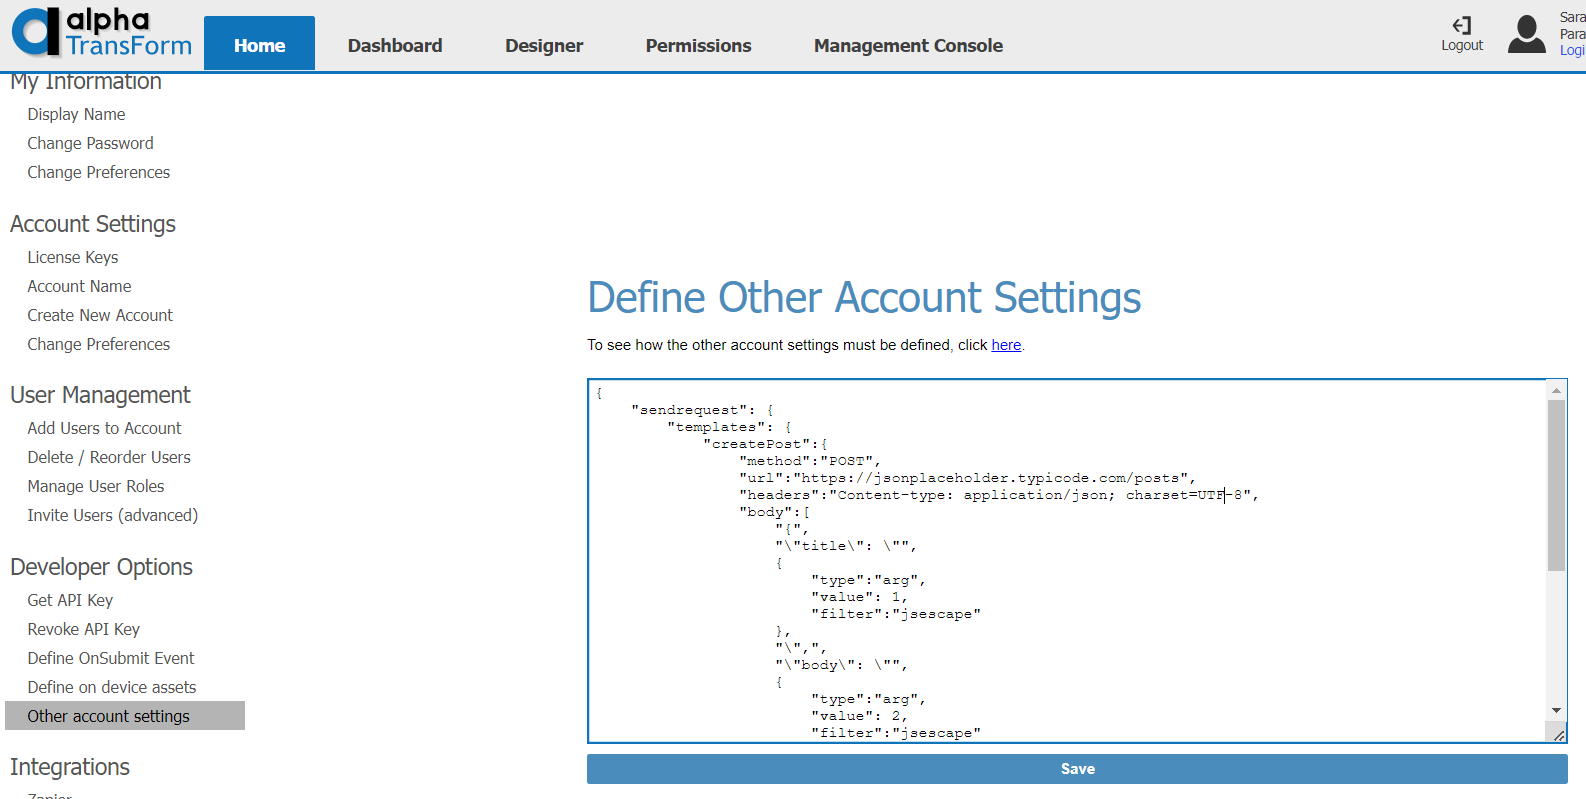 alpha
TransForm
Home
Dashboard
Designer
Permissions
Management Console
Logout
Sara
Para
Logi
My Information
Display Name
Change Password
Change Preferences
Account Settings
License Keys
Account Name
Create New Account
Change Preferences
User Management
Add Users to Account
Delete / Reorder Users
Manage User Roles
Invite Users (advanced)
Developer Options
Get API Key
Revoke API Key
Define OnSubmit Event
Define on device assets
Other account settings
Integrations
Zapier
Define Other Account Settings
To see how the other account settings must be defined, click here.
{
"sendrequest": {
"templates": {
"createPost":{
"method":"POST",
"url":"https://jsonplaceholder.typicode.com/posts",
"headers":"Content-type: application/json; charset=UTF-8",
"body":[
"{",
"\"title\": \"",
{
"type":"arg",
"value": 1,
"filter":"jsescape"
},
"\",",
"\"body\": \"",
{
"type":"arg",
"value": 2,
"filter":"jsescape"
Save